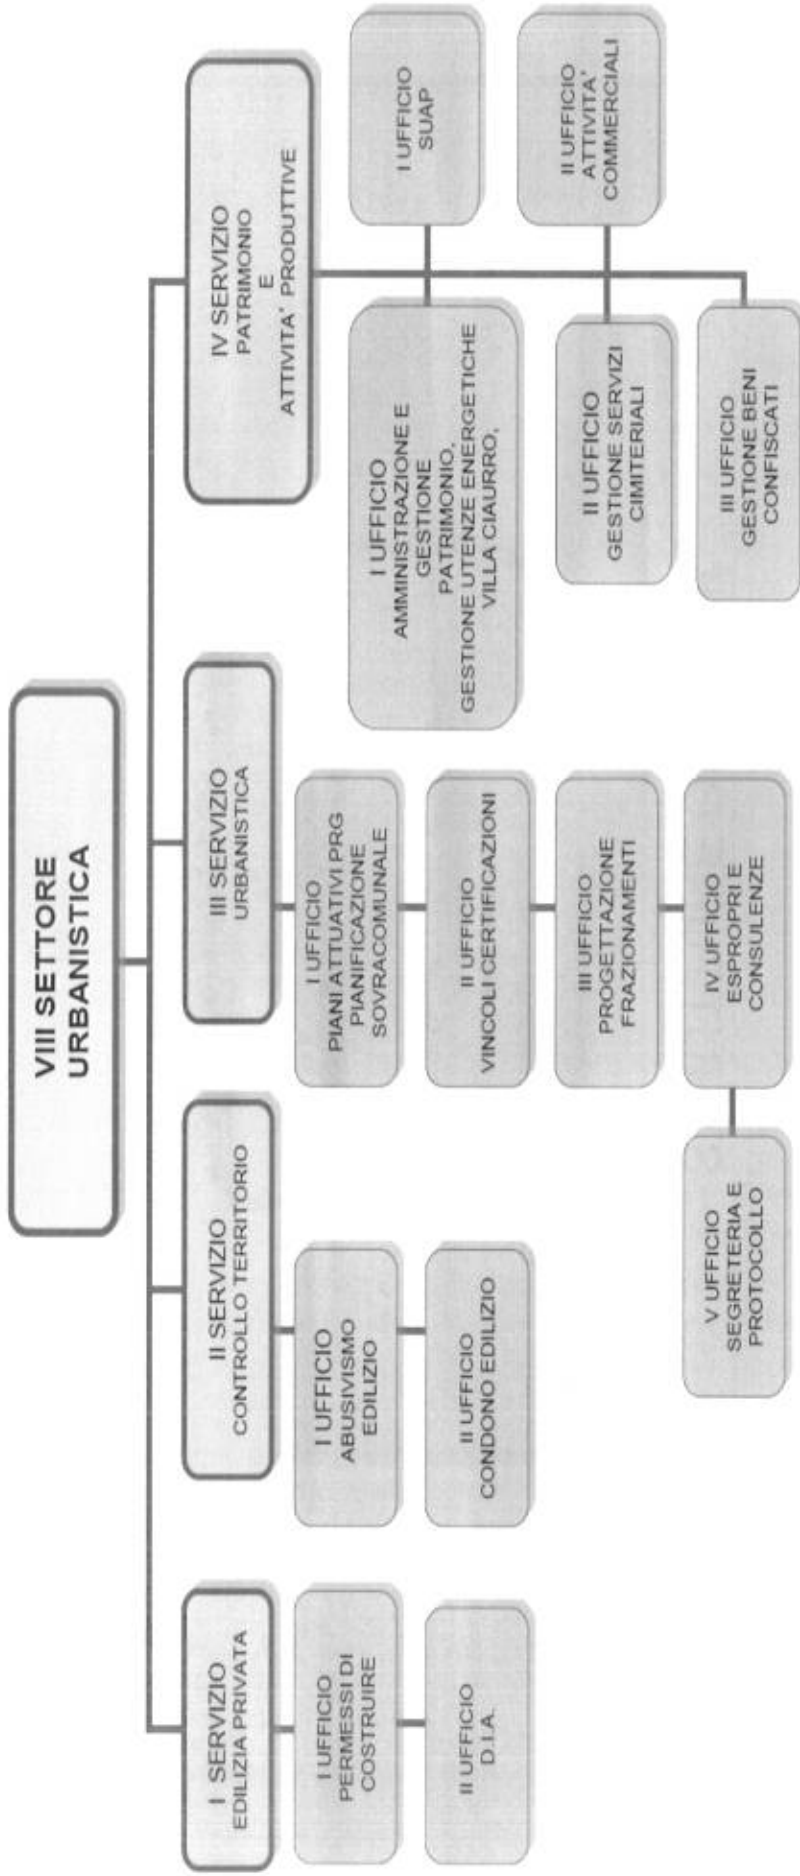 VIII SETTORE
URBANISTICA
I SERVIZIO
EDILIZIA PRIVATA
I UFFICIO
PERMESSI DI
COSTRUIRE
II UFFICIO
D.I.A.
II SERVIZIO
CONTROLLO TERRITORIO
I UFFICIO
ABUSIVISMO
EDILIZIO
II UFFICIO
CONDONO EDILIZIO
III SERVIZIO
URBANISTICA
I UFFICIO
PIANI ATTUATIVI PRG
PIANIFICAZIONE
SOVRACOMUNALE
II UFFICIO
VINCOLI CERTIFICAZIONI
III UFFICIO
PROGETTAZIONE
FRAZIONAMENTI
IV UFFICIO
ESPROPRI E
CONSULENZE
V UFFICIO
SEGRETERIA E
PROTOCOLLO
IV SERVIZIO
PATRIMONIO
E
ATTIVITA' PRODUTTIVE
I UFFICIO
AMMINISTRAZIONE E
GESTIONE
PATRIMONIO,
GESTIONE UTENZE ENERGETICHE
VILLA CIAURRO,
I UFFICIO
SUAP
II UFFICIO
GESTIONE SERVIZI
CIMITERIALI
II UFFICIO
ATTIVITA'
COMMERCIALI
III UFFICIO
GESTIONE BENI
CONFISCATI